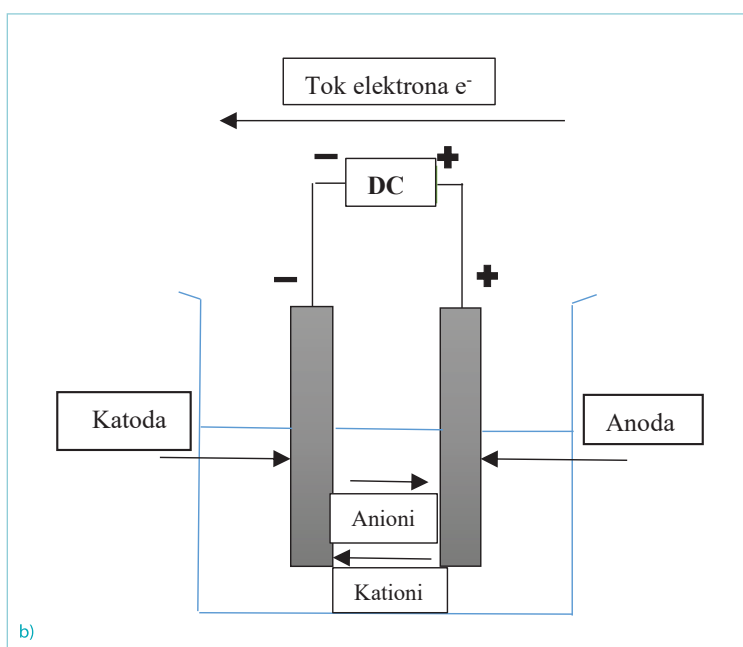 Tok elektrona e⁻
− +
DC
− +
Katoda
Anoda
Anioni
Kationi
b)